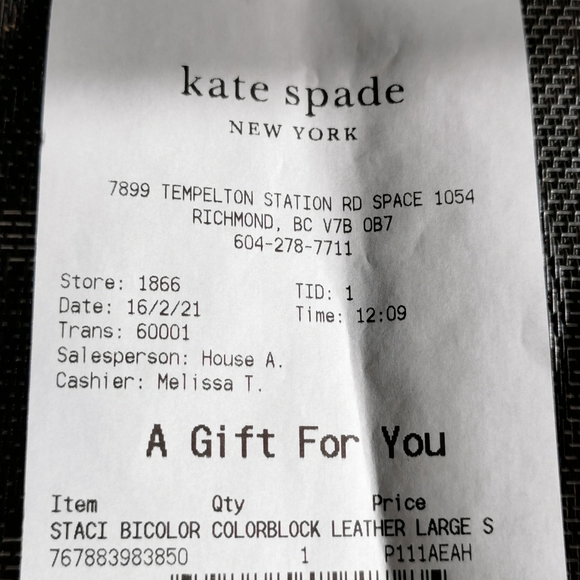 kate spade
NEW YORK
7899 TEMPELTON STATION RD SPACE 1054
RICHMOND, BC V7B 0B7
604-278-7711
Store: 1866 TID: 1
Date: 16/2/21 Time: 12:09
Trans: 60001
Salesperson: House A.
Cashier: Melissa T.
A Gift For You
Item Qty Price
STACI BICOLOR COLORBLOCK LEATHER LARGE S
767883983850 1 P111AEAH